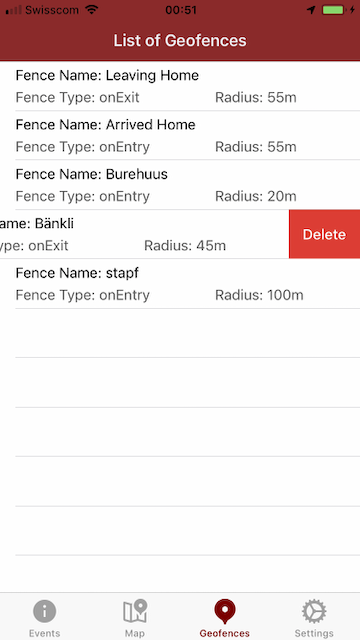 Swisscom 00:51
List of Geofences
Fence Name: Leaving Home
Fence Type: onExit Radius: 55m
Fence Name: Arrived Home
Fence Type: onEntry Radius: 55m
Fence Name: Burehuus
Fence Type: onEntry Radius: 20m
ame: Bänkli
ype: onExit Radius: 45m
Delete
Fence Name: stapf
Fence Type: onEntry Radius: 100m
Events Map Geofences Settings